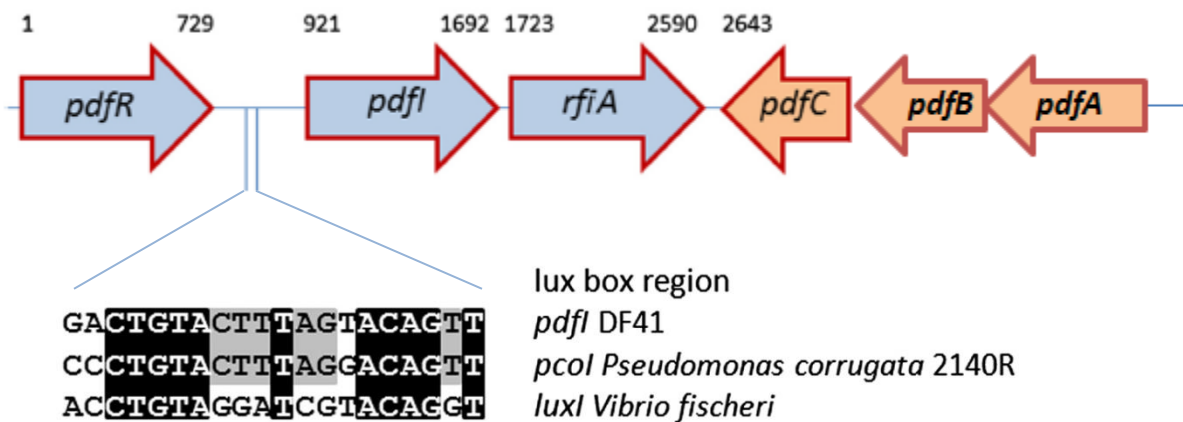 1 729 921 1692 1723 2590 2643
pdfR pdfI rfiA pdfC pdfB pdfA
lux box region
GACTGTACTTTAGTACAGTT pdfI DF41
CCCTGTACTTTAGGACAGTT pcoI Pseudomonas corrugata 2140R
ACCTGTAGGATCGTACAGGT luxI Vibrio fischeri